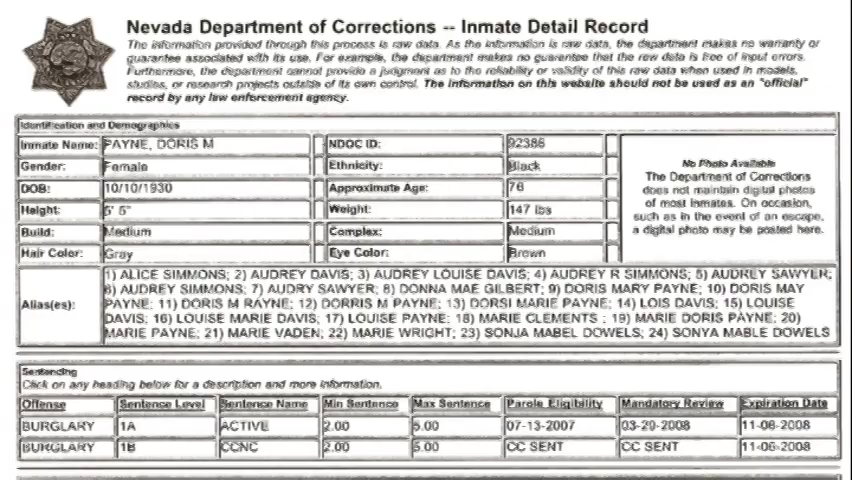 Nevada Department of Corrections -- Inmate Detail Record
The information provided through this process is raw data. As the information is raw data, the department makes no warranty or
guarantee associated with its use. For example, the department makes no guarantee that the raw data is free of input errors.
Furthermore, the department cannot provide a judgment as to the reliability or validity of this raw data when used in models,
studies, or research projects outside of its own control. The information on this website should not be used as an "official"
record by any law enforcement agency.
Identification and Demographics
Inmate Name: PAYNE, DORIS M NDOC ID: 92386
Gender: Female Ethnicity: Black
DOB: 10/10/1930 Approximate Age: 76
Height: 5' 5" Weight: 147 lbs
Build: Medium Complex: Medium
Hair Color: Gray Eye Color: Brown
No Photo Available
The Department of Corrections
does not maintain digital photos
of most inmates. On occasion,
such as in the event of an escape,
a digital photo may be posted here.
Alias(es):
1) ALICE SIMMONS; 2) AUDREY DAVIS; 3) AUDREY LOUISE DAVIS; 4) AUDREY R SIMMONS; 5) AUDREY SAWYER;
6) AUDREY SIMMONS; 7) AUDRY SAWYER; 8) DONNA MAE GILBERT; 9) DORIS MARY PAYNE; 10) DORIS MAY
PAYNE; 11) DORIS M RAYNE; 12) DORRIS M PAYNE; 13) DORSI MARIE PAYNE; 14) LOIS DAVIS; 15) LOUISE
DAVIS; 16) LOUISE MARIE DAVIS; 17) LOUISE PAYNE; 18) MARIE CLEMENTS ; 19) MARIE DORIS PAYNE; 20)
MARIE PAYNE; 21) MARIE VADEN; 22) MARIE WRIGHT; 23) SONJA MABEL DOWELS; 24) SONYA MABLE DOWELS
Sentencing
Click on any heading below for a description and more information.
Offense Sentence Level Sentence Name Min Sentence Max Sentence Parole Eligibility Mandatory Review Expiration Date
BURGLARY 1A ACTIVE 2.00 5.00 07-13-2007 03-20-2008 11-06-2008
BURGLARY 1B CCNC 2.00 5.00 CC SENT CC SENT 11-06-2008